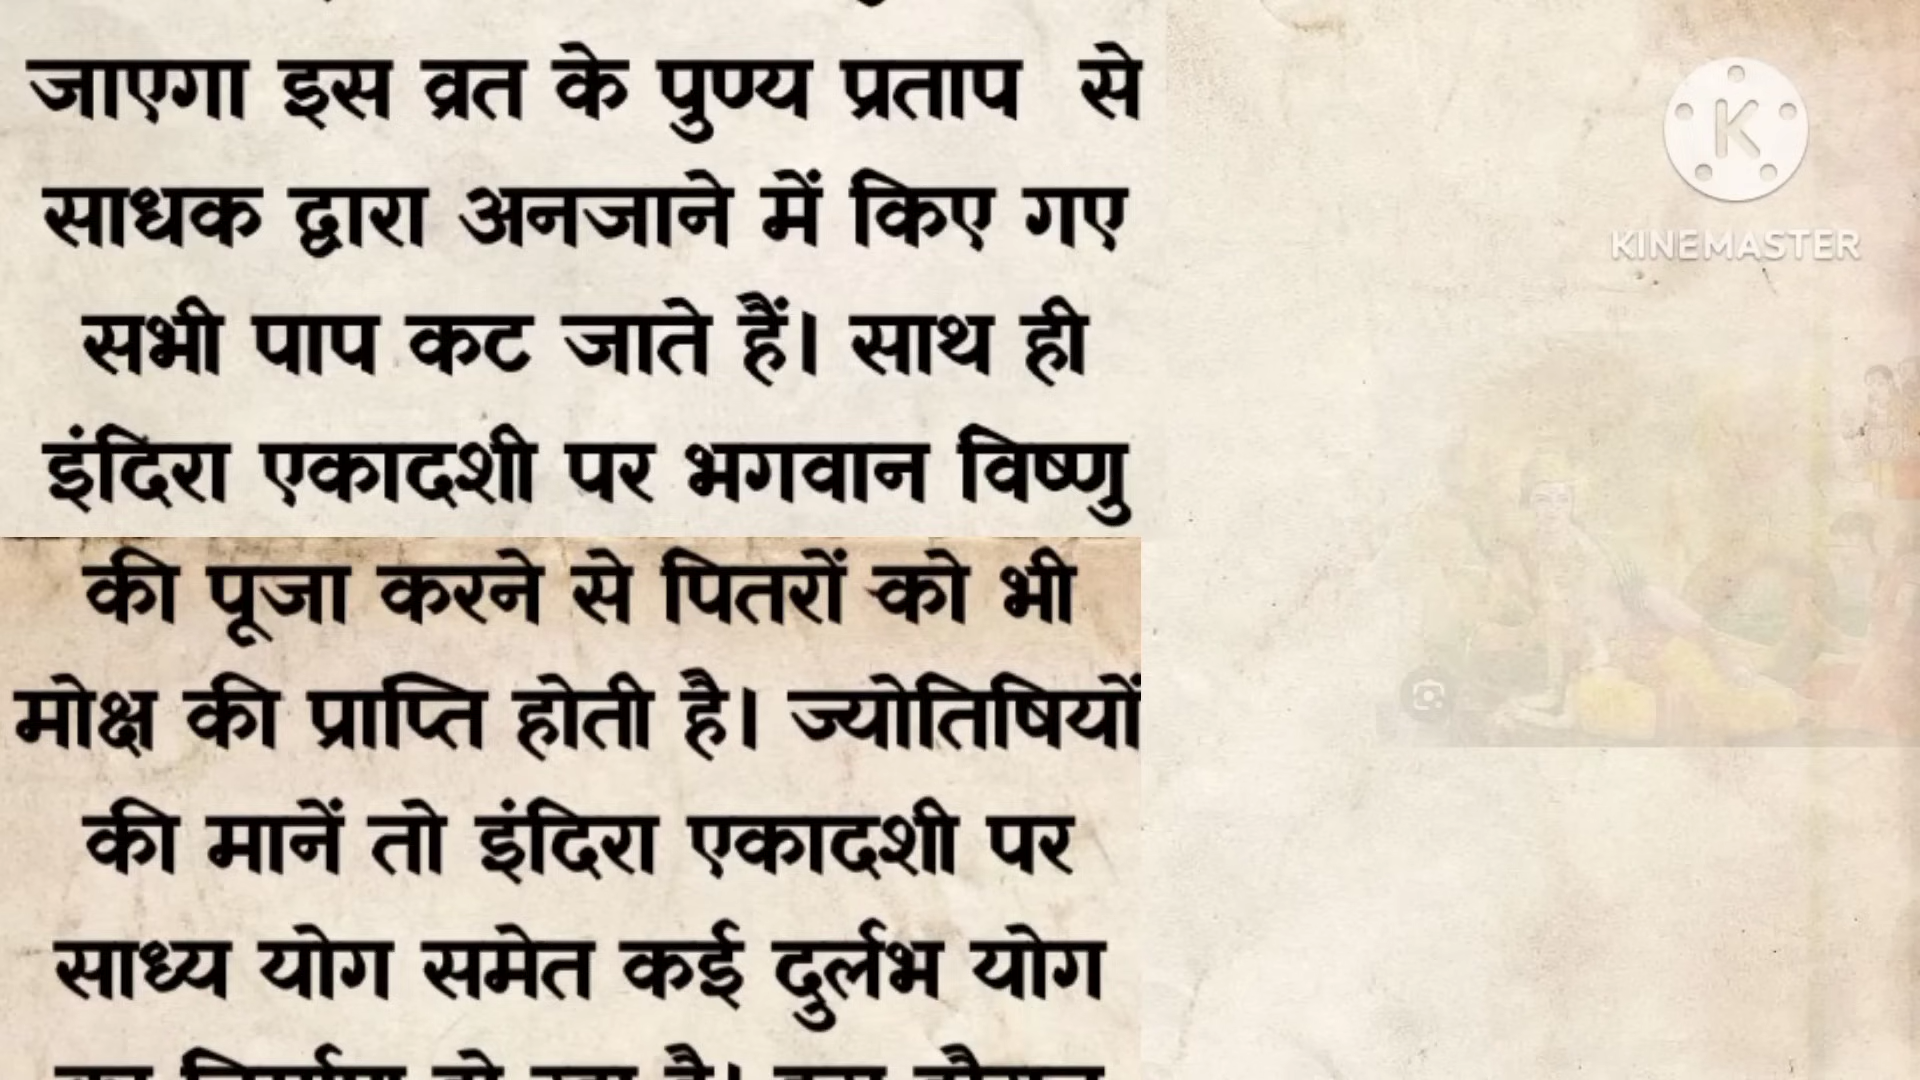 जाएगा इस व्रत के पुण्य प्रताप से
साधक द्वारा अनजाने में किए गए
सभी पाप कट जाते हैं। साथ ही
इंदिरा एकादशी पर भगवान विष्णु
की पूजा करने से पितरों को भी
मोक्ष की प्राप्ति होती है। ज्योतिषियों
की मानें तो इंदिरा एकादशी पर
साध्य योग समेत कई दुर्लभ योग
K
KINEMASTER